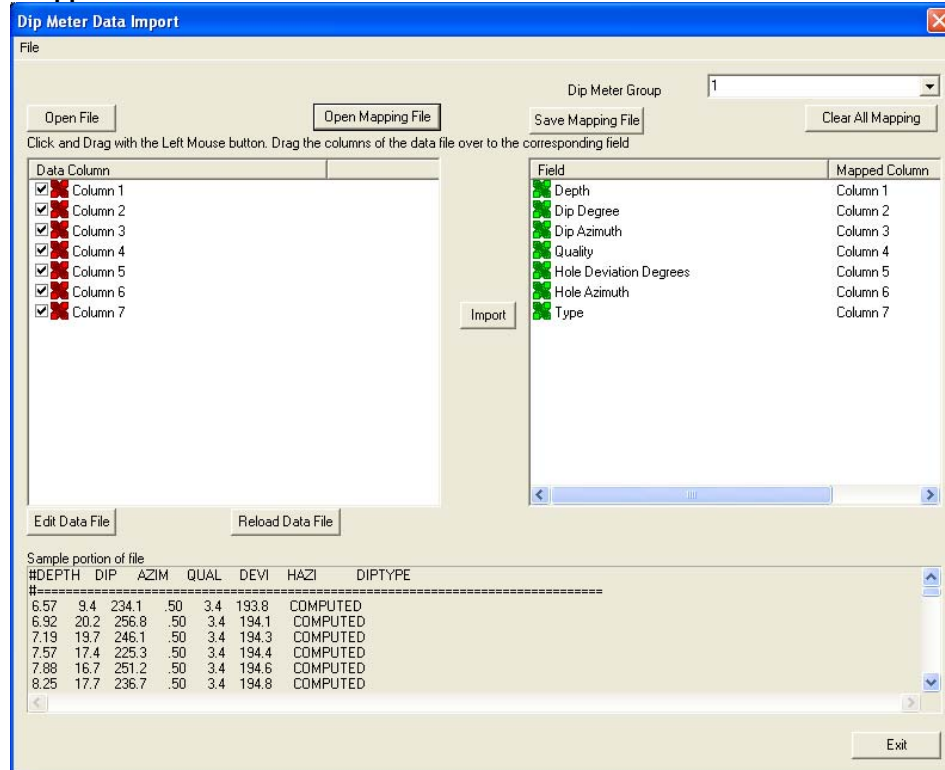 Dip Meter Data Import
File
Dip Meter Group 1
Open File Open Mapping File Save Mapping File Clear All Mapping
Click and Drag with the Left Mouse button. Drag the columns of the data file over to the corresponding field
Data Column Field Mapped Column
Column 1 Depth Column 1
Column 2 Dip Degree Column 2
Column 3 Dip Azimuth Column 3
Column 4 Quality Column 4
Column 5 Hole Deviation Degrees Column 5
Column 6 Hole Azimuth Column 6
Column 7 Type Column 7
Import
Edit Data File Reload Data File
Sample portion of file
#DEPTH DIP AZIM QUAL DEVI HAZI DIPTYPE
#==============================================================================
6.57 9.4 234.1 .50 3.4 193.8 COMPUTED
6.92 20.2 256.8 .50 3.4 194.1 COMPUTED
7.19 19.7 246.1 .50 3.4 194.3 COMPUTED
7.57 17.4 225.3 .50 3.4 194.4 COMPUTED
7.88 16.7 251.2 .50 3.4 194.6 COMPUTED
8.25 17.7 236.7 .50 3.4 194.8 COMPUTED
Exit